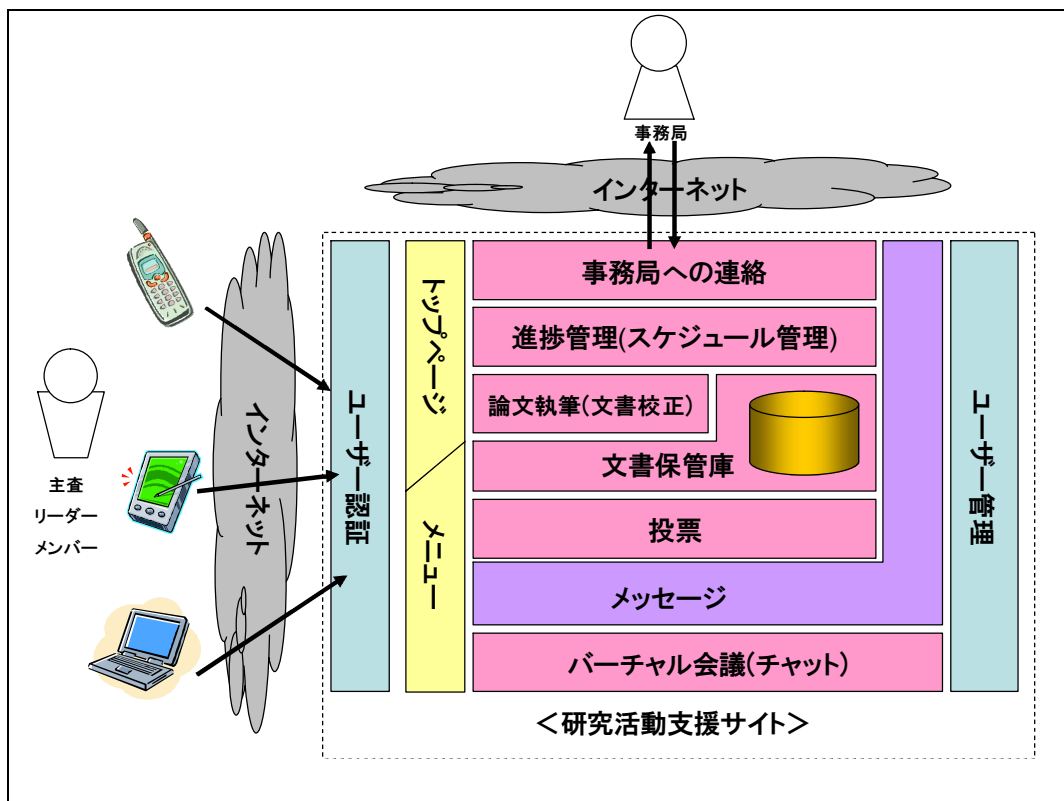 事務局
インターネット
事務局への連絡
進捗管理(スケジュール管理)
論文執筆(文書校正)
文書保管庫
投票
メッセージ
バーチャル会議(チャット)
トップページ
メニュー
ユーザー認証
ユーザー管理
インターネット
主査
リーダー
メンバー
＜研究活動支援サイト＞